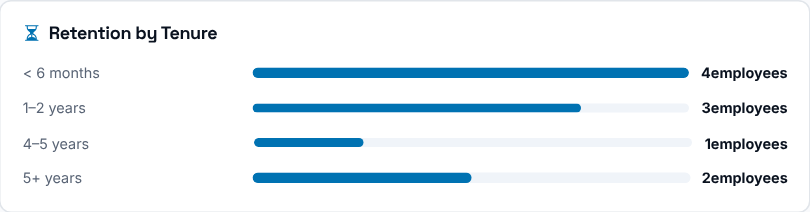 Retention by Tenure
< 6 months 4employees
1–2 years 3employees
4–5 years 1employees
5+ years 2employees